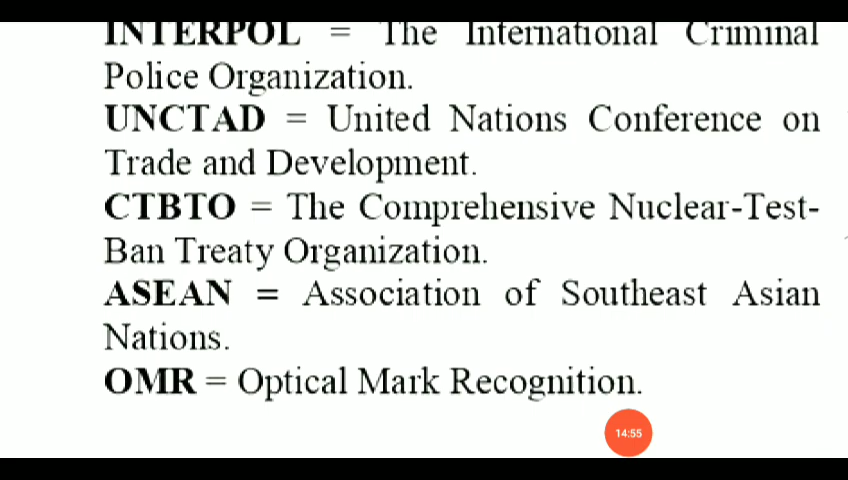 INTERPOL = The International Criminal
Police Organization.
UNCTAD = United Nations Conference on
Trade and Development.
CTBTO = The Comprehensive Nuclear-Test-
Ban Treaty Organization.
ASEAN = Association of Southeast Asian
Nations.
OMR = Optical Mark Recognition.
14:55